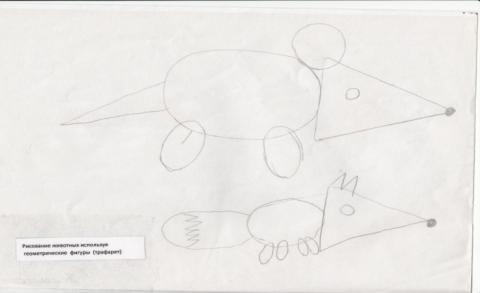 Рисование животных используя
геометрические фигуры (трафарет)